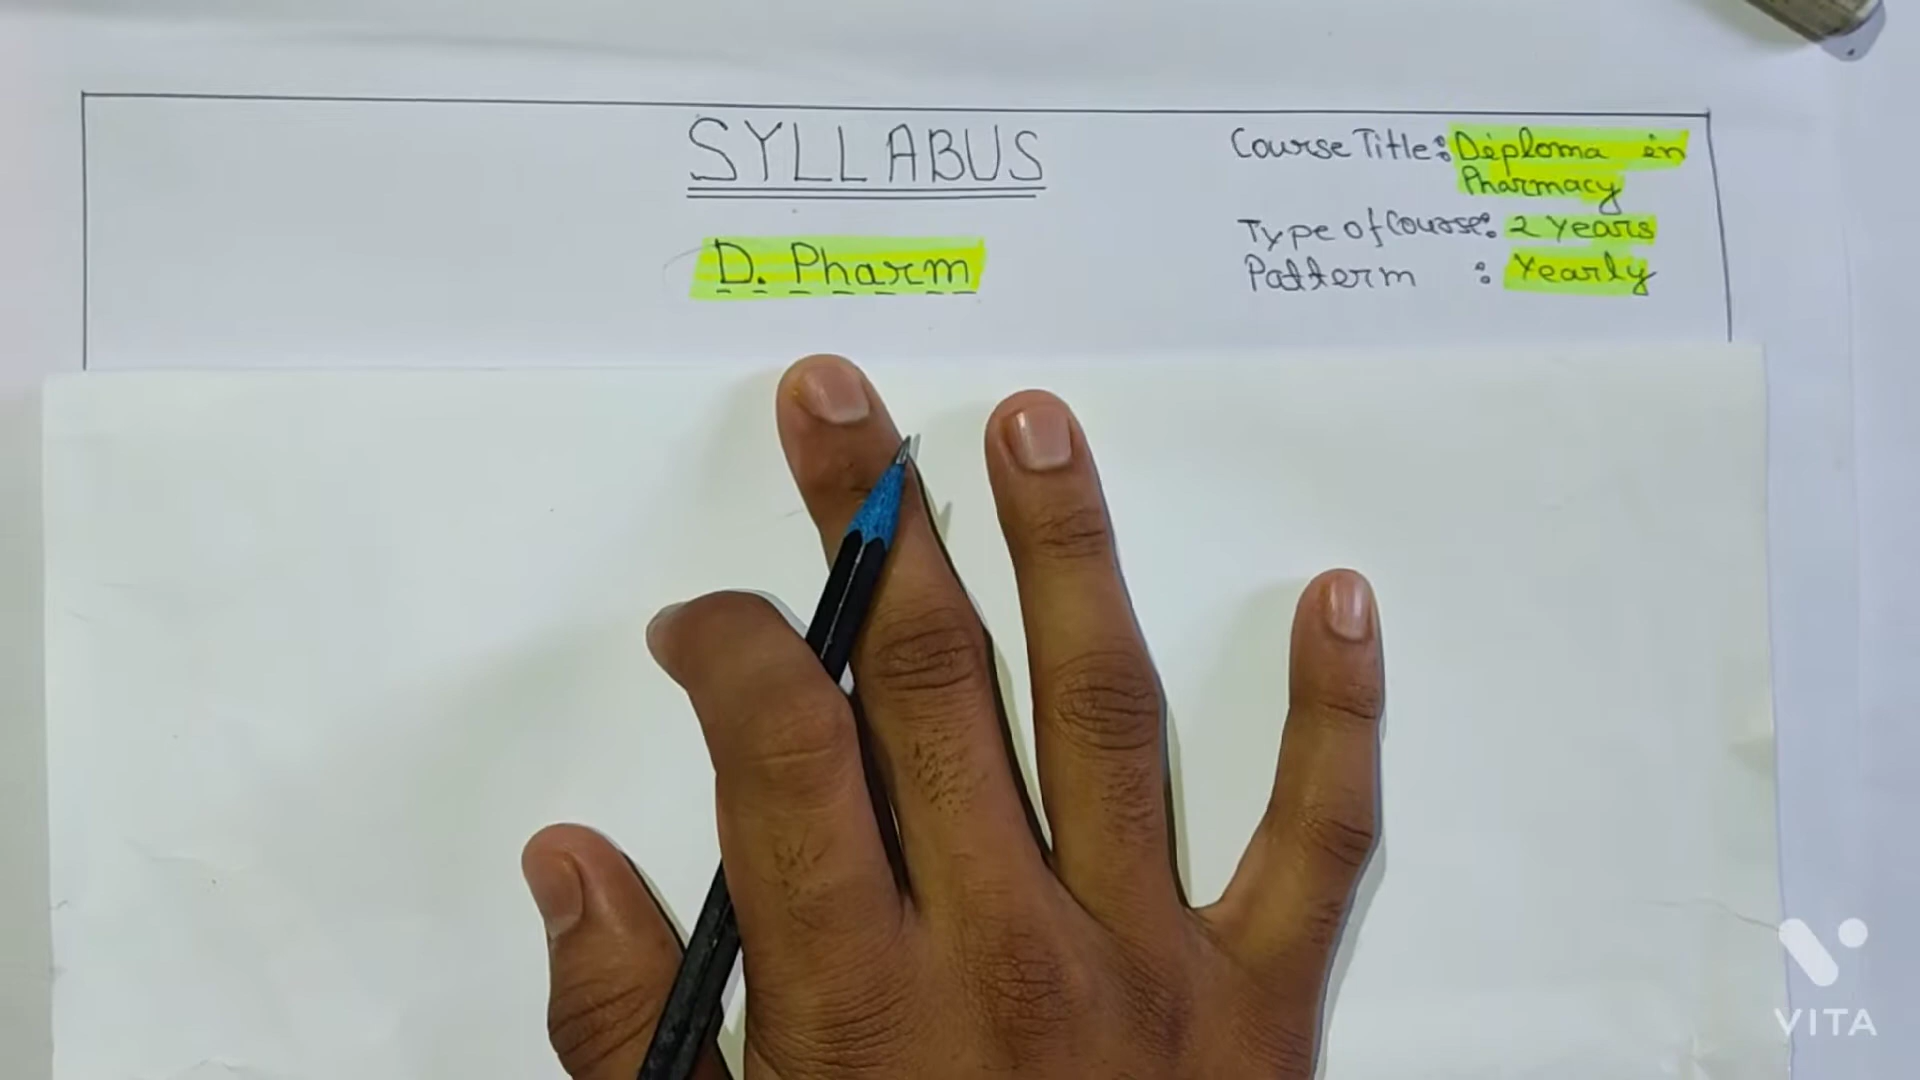 SYLLABUS
D. Pharm
Course Title: Diploma in
Pharmacy
Type of Course: 2 Years
Pattern : Yearly
VITA